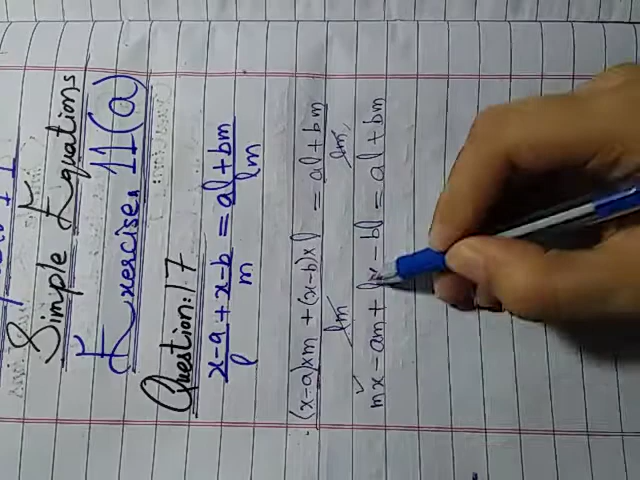 Simple Equations
Exercise. 11(a)
Question:17
x-a/l + x-b/m = al+bm/lm
(x-a)xm + (x-b)xl/lm = al+bm/lm
mx - am + lx - bl = al + bm